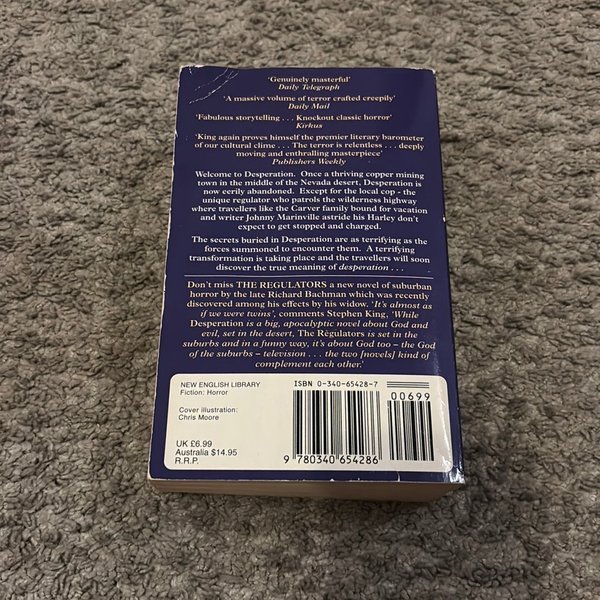 ‘Genuinely masterful’
Daily Telegraph
‘A massive volume of terror crafted creepily’
Daily Mail
‘Fabulous storytelling . . . Knockout classic horror’
Kirkus
‘King again proves himself the premier literary barometer
of our cultural clime . . . The terror is relentless . . . deeply
moving and enthralling masterpiece’
Publishers Weekly
Welcome to Desperation. Once a thriving copper mining
town in the middle of the Nevada desert, Desperation is
now eerily abandoned. Except for the local cop - the
unique regulator who patrols the wilderness highway
where travellers like the Carver family bound for vacation
and writer Johnny Marinville astride his Harley don’t
expect to get stopped and charged.
The secrets buried in Desperation are as terrifying as the
forces summoned to encounter them. A terrifying
transformation is taking place and the travellers will soon
discover the true meaning of desperation . . .
Don’t miss THE REGULATORS a new novel of suburban
horror by the late Richard Bachman which was recently
discovered among his effects by his widow. ‘It’s almost as
if we were twins’, comments Stephen King, ‘While
Desperation is a big, apocalyptic novel about God and
evil, set in the desert, The Regulators is set in the
suburbs and in a funny way, it’s about God too – the God
of the suburbs – television . . . the two [novels] kind of
complement each other.’
NEW ENGLISH LIBRARY
Fiction: Horror
Cover illustration:
Chris Moore
UK £6.99
Australia $14.95
R.R.P.
ISBN 0-340-65428-7
00699
9 780340 654286